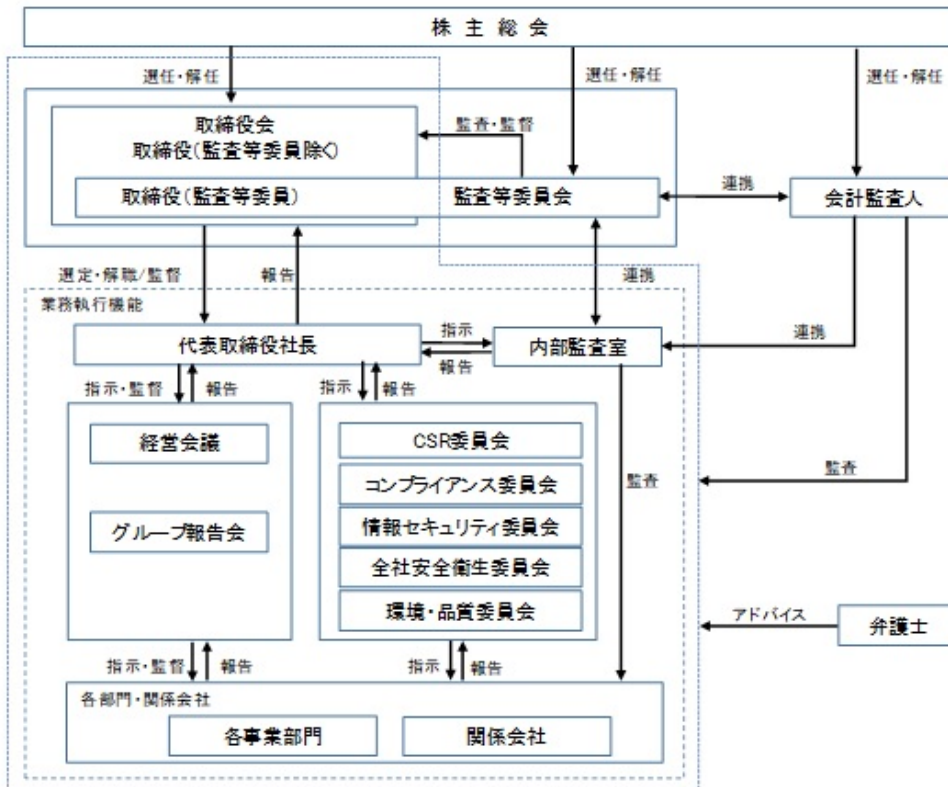 株 主 総 会
選任・解任
選任・解任
選任・解任
取締役会
取締役(監査等委員除く)
監査・監督
取締役(監査等委員)
監査等委員会
連携
会計監査人
選定・解職/監督
報告
連携
業務執行機能
代表取締役社長
指示
報告
内部監査室
連携
指示・監督
報告
指示
報告
経営会議
グループ報告会
CSR委員会
コンプライアンス委員会
情報セキュリティ委員会
全社安全衛生委員会
環境・品質委員会
監査
監査
アドバイス
弁護士
指示・監督
報告
指示
報告
各部門・関係会社
各事業部門
関係会社